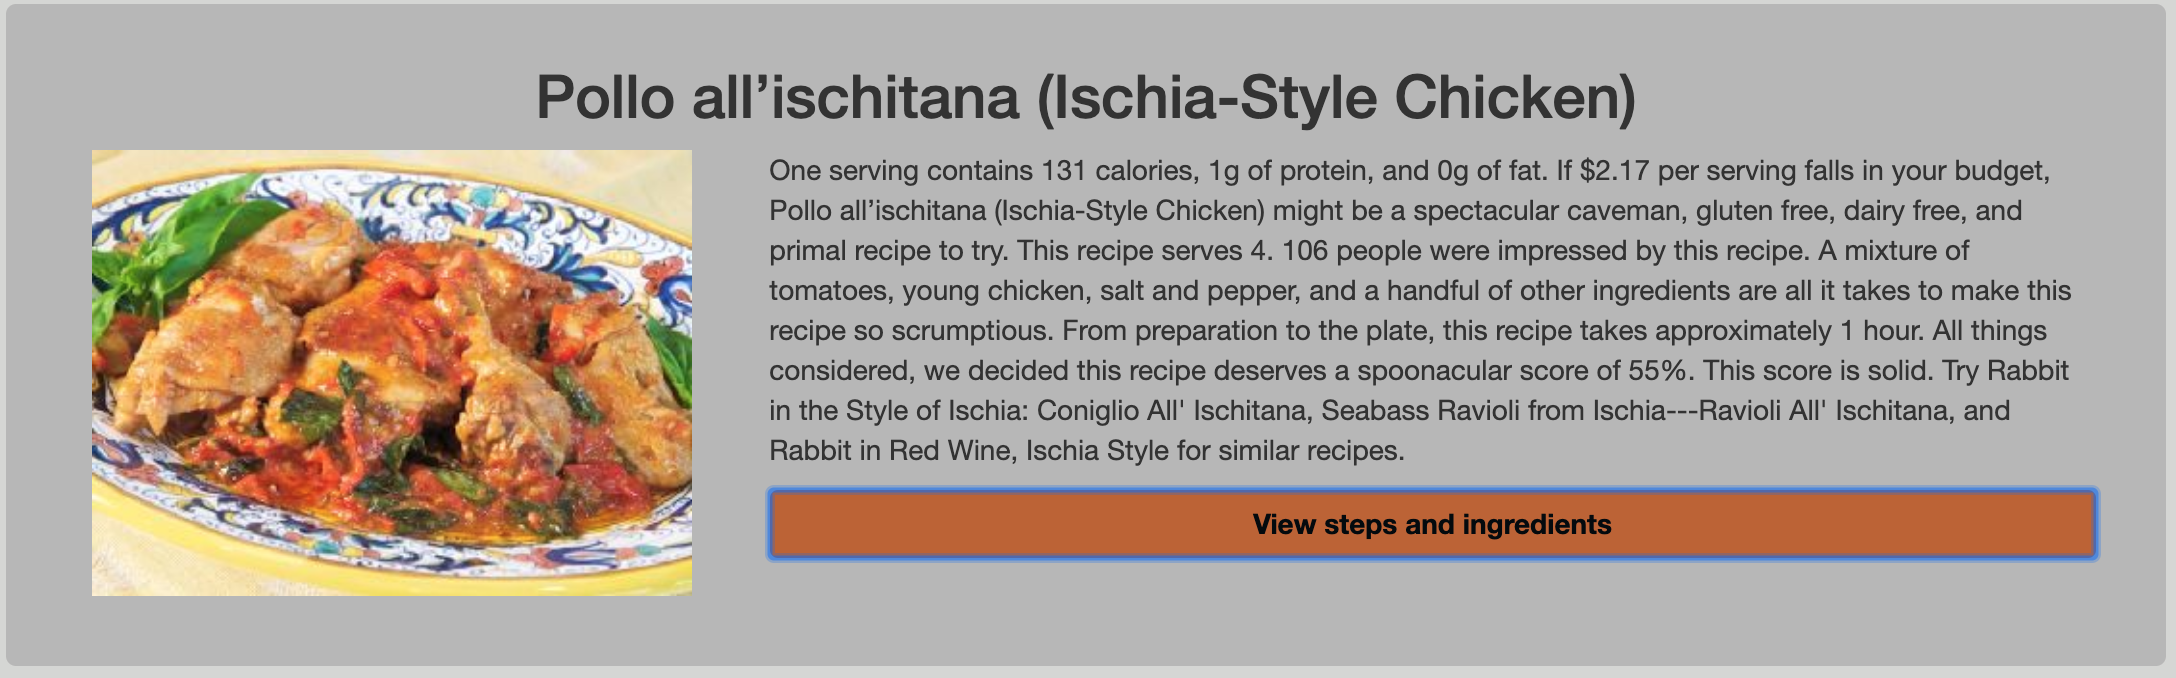 Pollo all’ischitana (Ischia-Style Chicken)
One serving contains 131 calories, 1g of protein, and 0g of fat. If $2.17 per serving falls in your budget,
Pollo all’ischitana (Ischia-Style Chicken) might be a spectacular caveman, gluten free, dairy free, and
primal recipe to try. This recipe serves 4. 106 people were impressed by this recipe. A mixture of
tomatoes, young chicken, salt and pepper, and a handful of other ingredients are all it takes to make this
recipe so scrumptious. From preparation to the plate, this recipe takes approximately 1 hour. All things
considered, we decided this recipe deserves a spoonacular score of 55%. This score is solid. Try Rabbit
in the Style of Ischia: Coniglio All' Ischitana, Seabass Ravioli from Ischia---Ravioli All' Ischitana, and
Rabbit in Red Wine, Ischia Style for similar recipes.
View steps and ingredients